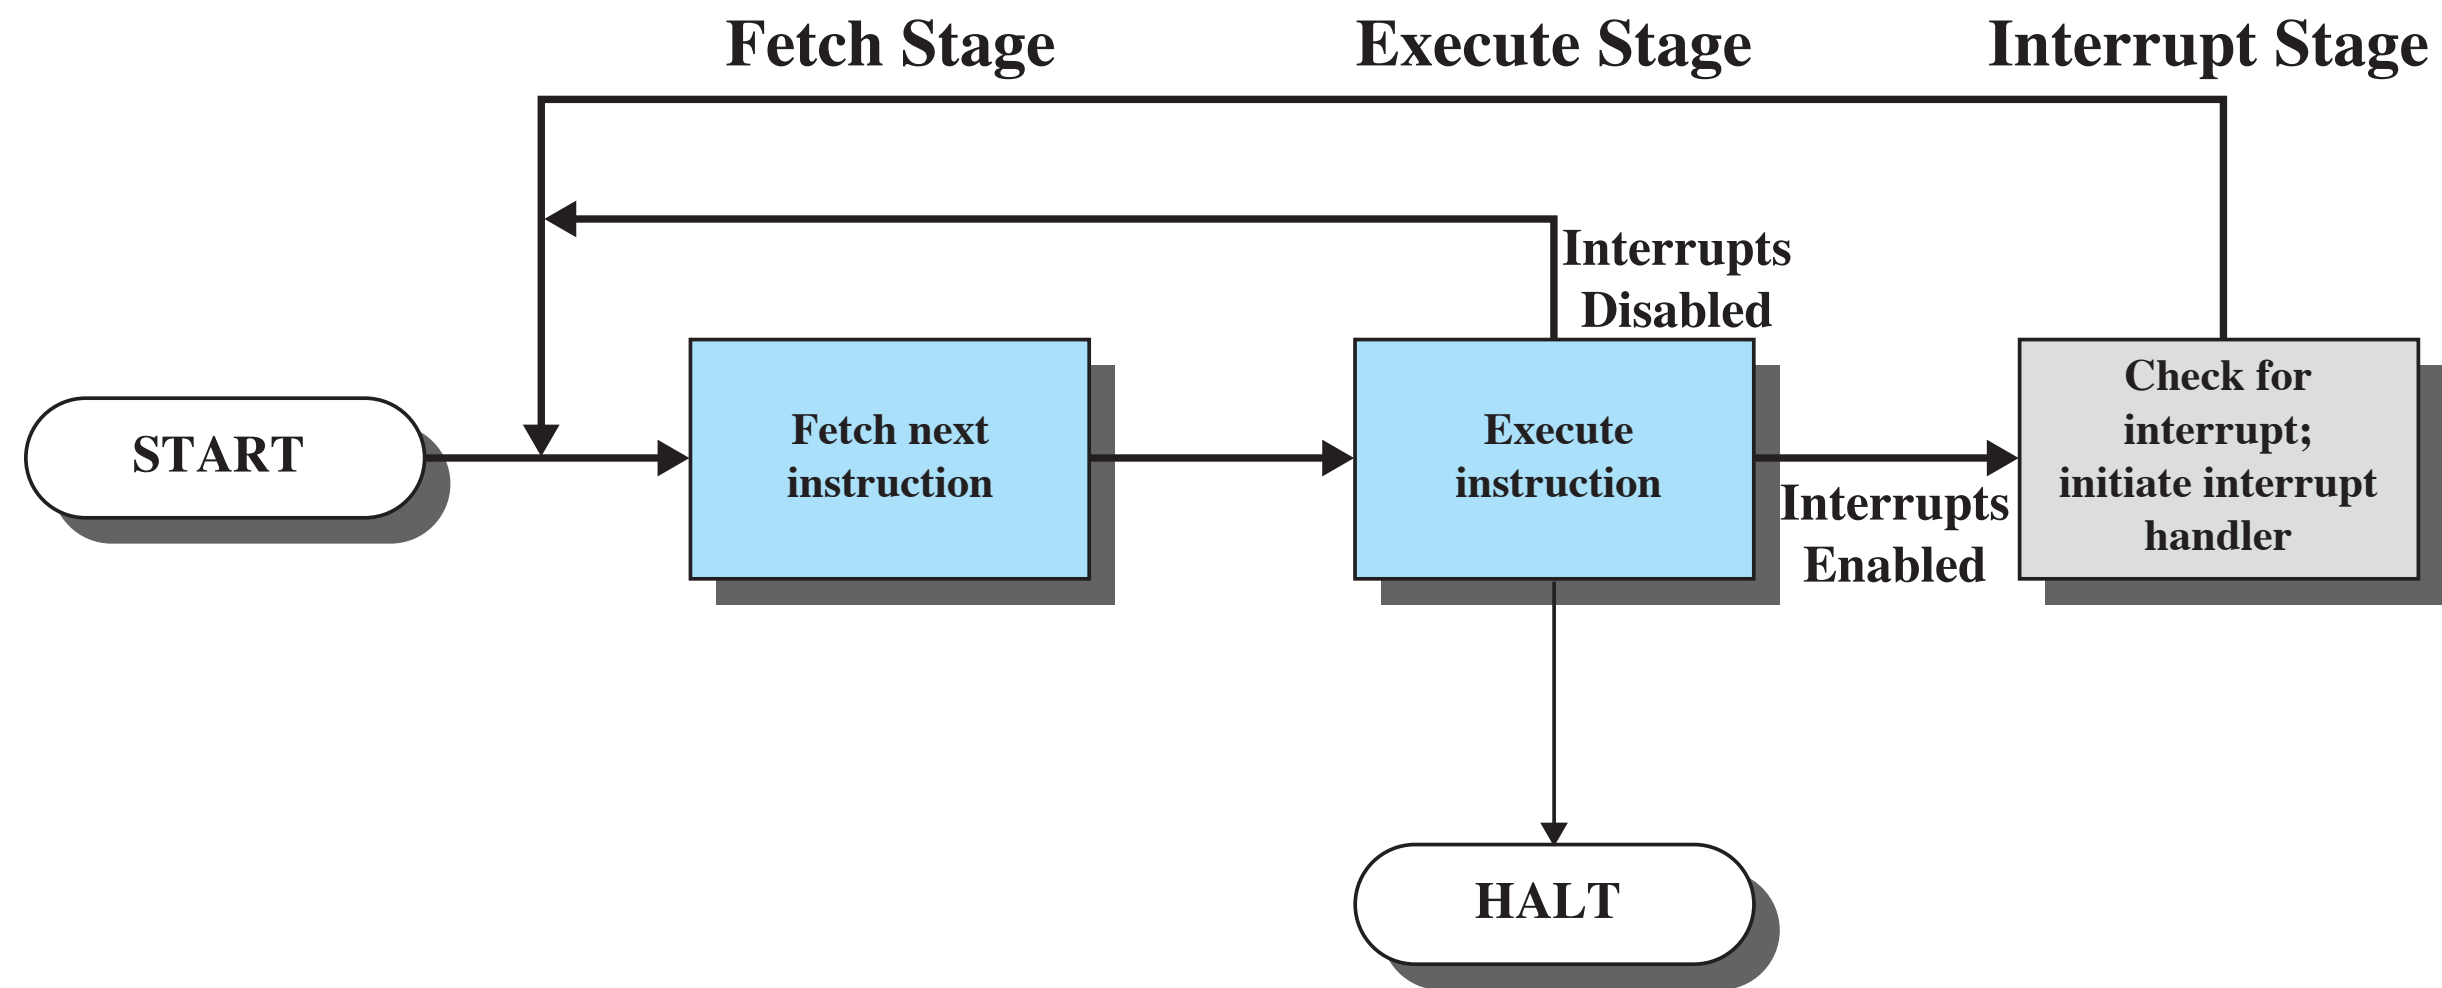 Fetch Stage
Execute Stage
Interrupt Stage
Interrupts
Disabled
START
Fetch next
instruction
Execute
instruction
Interrupts
Enabled
Check for
interrupt;
initiate interrupt
handler
HALT